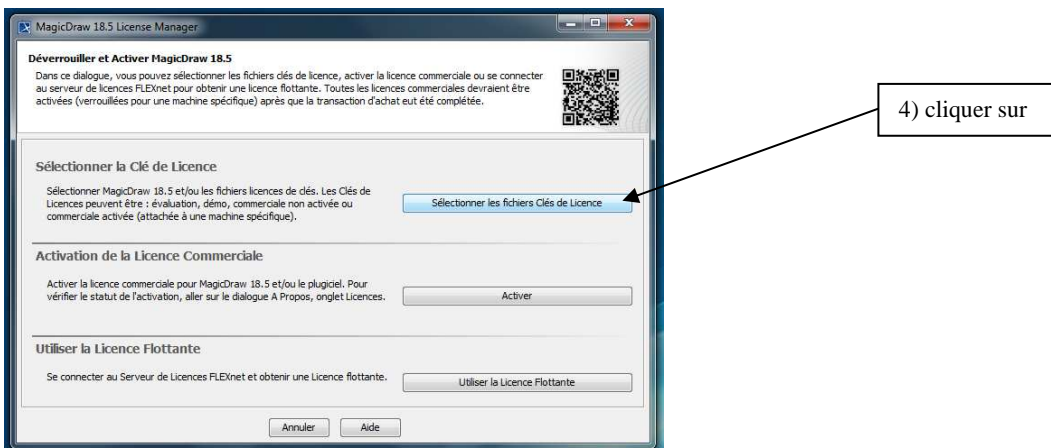 MagicDraw 18.5 License Manager
Déverrouiller et Activer MagicDraw 18.5
Dans ce dialogue, vous pouvez sélectionner les fichiers clés de licence, activer la licence commerciale ou se connecter
au serveur de licences FLEXnet pour obtenir une licence flottante. Toutes les licences commerciales devraient être
activées (verrouillées pour une machine spécifique) après que la transaction d'achat eut été complétée.
4) cliquer sur
Sélectionner la Clé de Licence
Sélectionner MagicDraw 18.5 et/ou les fichiers licences de clés. Les Clés de
Licences peuvent être : évaluation, démo, commerciale non activée ou
commerciale activée (attachée à une machine spécifique).
Sélectionner les fichiers Clés de Licence
Activation de la Licence Commerciale
Activer la licence commerciale pour MagicDraw 18.5 et/ou le plugiciel. Pour
vérifier le statut de l'activation, aller sur le dialogue A Propos, onglet Licences.
Activer
Utiliser la Licence Flottante
Se connecter au Serveur de Licences FLEXnet et obtenir une Licence flottante.
Utiliser la Licence Flottante
Annuler
Aide